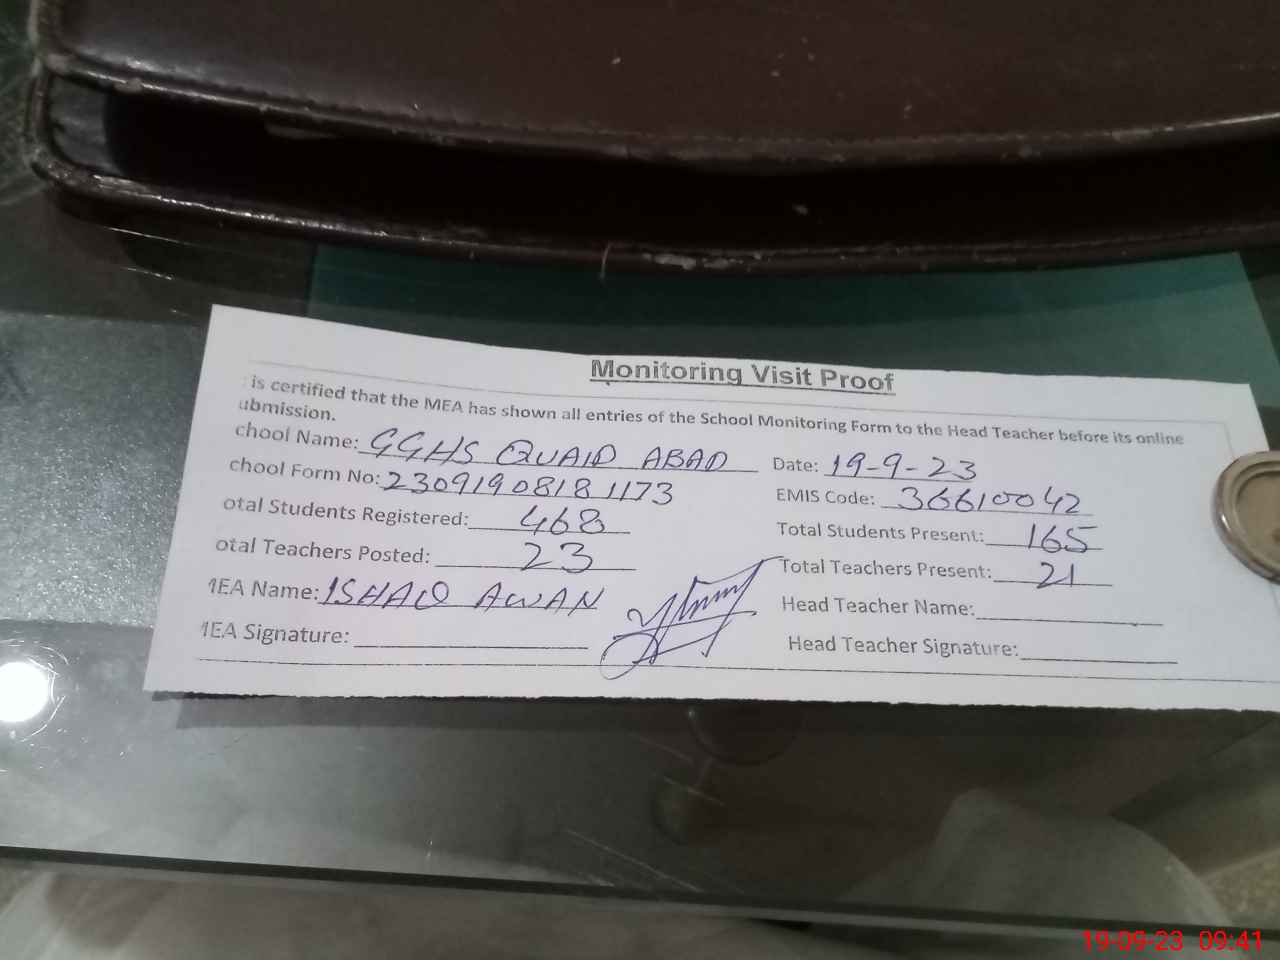 Monitoring Visit Proof
is certified that the MEA has shown all entries of the School Monitoring Form to the Head Teacher before its online
ubmission.
chool Name: GGHS QUAID ABAD Date: 19-9-23
chool Form No: 23091908181173 EMIS Code: 36610042
otal Students Registered: 468 Total Students Present: 165
otal Teachers Posted: 23 Total Teachers Present: 21
MEA Name: ISHAQ AWAN Head Teacher Name:
MEA Signature: Head Teacher Signature:
19-09-23 09:41